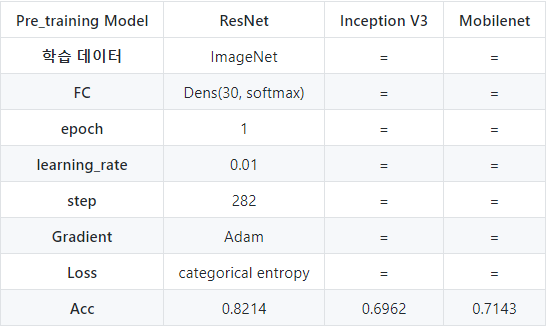 Pre_training Model ResNet Inception V3 Mobilenet
학습 데이터 ImageNet = =
FC Dens(30, softmax) = =
epoch 1 = =
learning_rate 0.01 = =
step 282 = =
Gradient Adam = =
Loss categorical entropy = =
Acc 0.8214 0.6962 0.7143